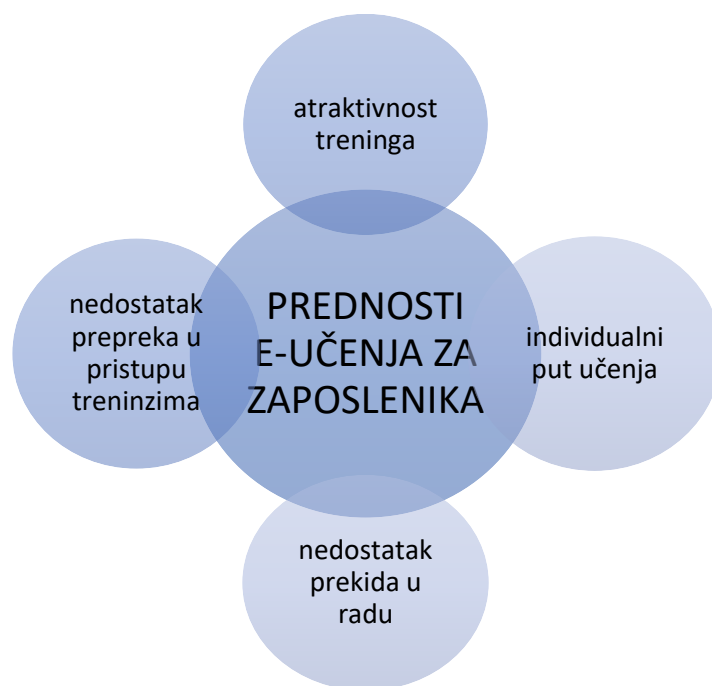 atraktivnost
treninga
nedostatak
prepreka u
pristupu
treninzima
PREDNOSTI
E-UČENJA ZA
ZAPOSLENIKA
individualni
put učenja
nedostatak
prekida u
radu